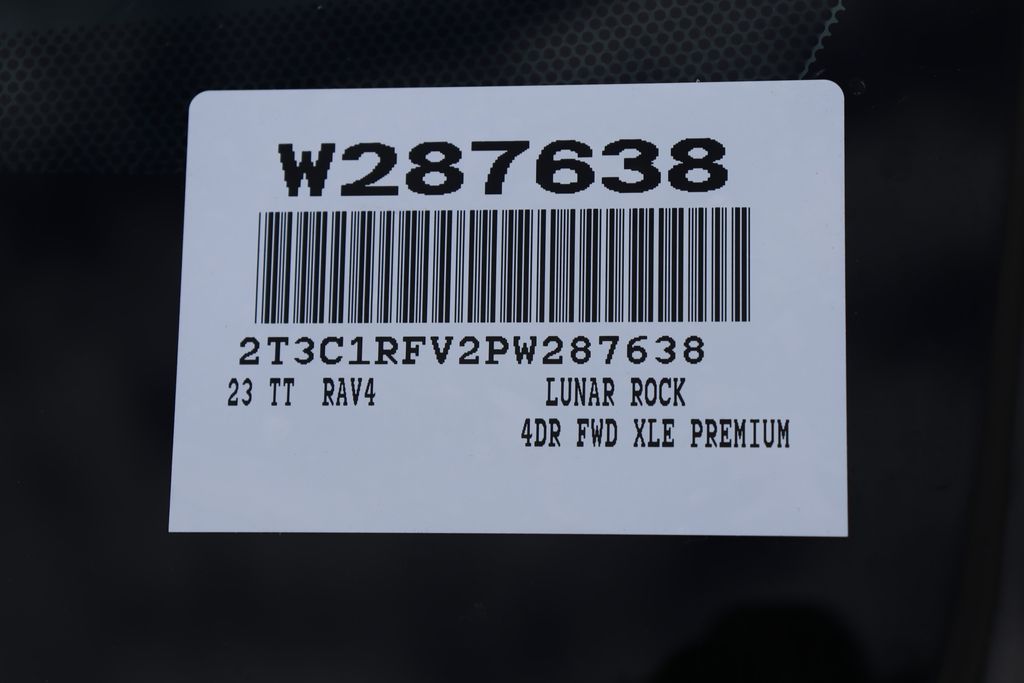 W287638
2T3C1RFV2PW287638
23 TT RAV4 LUNAR ROCK
4DR FWD XLE PREMIUM